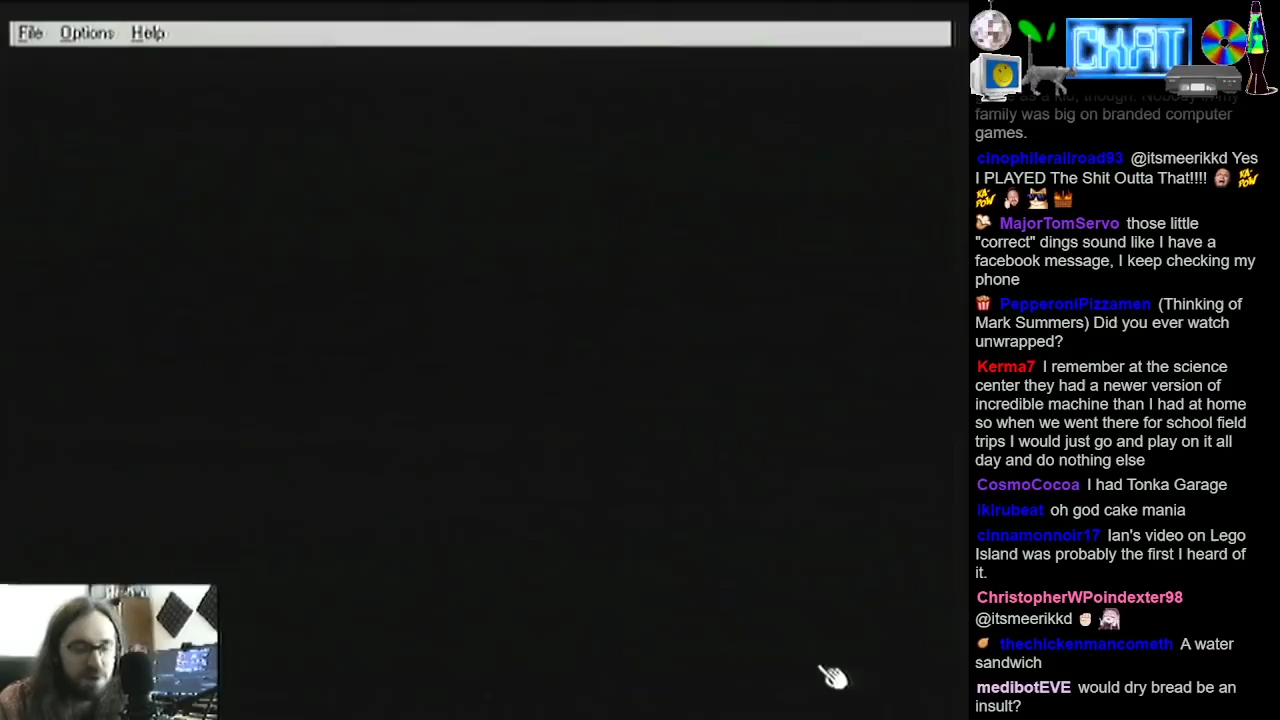 File Options Help
CHAT
family was big on branded computer
games.
cinophilerailroad93 @itsmeerikkd Yes
I PLAYED The Shit Outta That!!!! KA-POW
KA-POW
MajorTomServo those little
"correct" dings sound like I have a
facebook message, I keep checking my
phone
PepperoniPizzamen (Thinking of
Mark Summers) Did you ever watch
unwrapped?
Kerma7 I remember at the science
center they had a newer version of
incredible machine than I had at home
so when we went there for school field
trips I would just go and play on it all
day and do nothing else
CosmoCocoa I had Tonka Garage
ikirubeat oh god cake mania
cinnamonnoir17 Ian's video on Lego
Island was probably the first I heard of
it.
ChristopherWPoindexter98
@itsmeerikkd
thechickenmancometh A water
sandwich
medibotEVE would dry bread be an
insult?